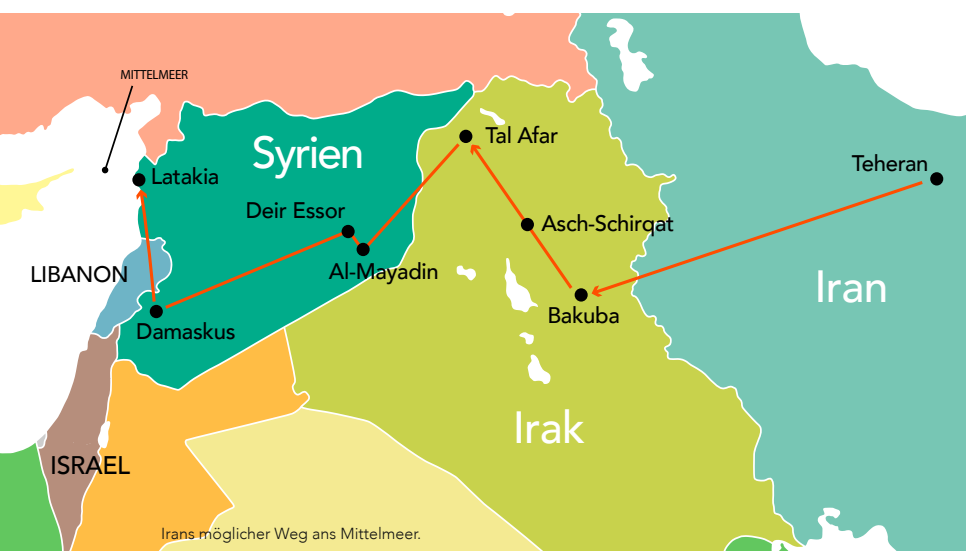 MITTELMEER
Syrien
Tal Afar
Teheran
Latakia
Deir Essor
Asch-Schirqat
LIBANON
Al-Mayadin
Iran
Bakuba
Damaskus
Irak
ISRAEL
Irans möglicher Weg ans Mittelmeer.